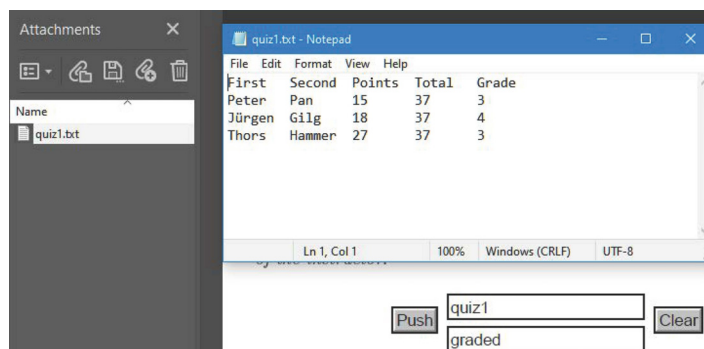 Attachments
Name
quiz1.txt
quiz1.txt - Notepad
File Edit Format View Help
First Second Points Total Grade
Peter Pan 15 37 3
Jürgen Gilg 18 37 4
Thors Hammer 27 37 3
Ln 1, Col 1 100% Windows (CRLF) UTF-8
Push
quiz1
Clear
graded